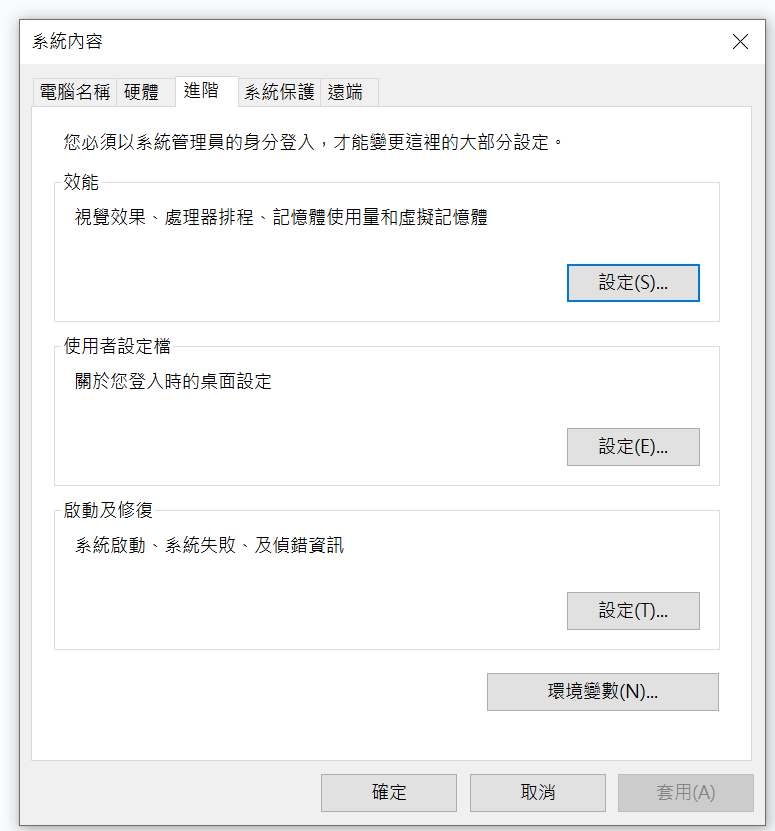 系統內容
電腦名稱 硬體 進階 系統保護 遠端
您必須以系統管理員的身分登入，才能變更這裡的大部分設定。
效能
視覺效果、處理器排程、記憶體使用量和虛擬記憶體
設定(S)...
使用者設定檔
關於您登入時的桌面設定
設定(E)...
啟動及修復
系統啟動、系統失敗、及偵錯資訊
設定(T)...
環境變數(N)...
確定 取消 套用(A)